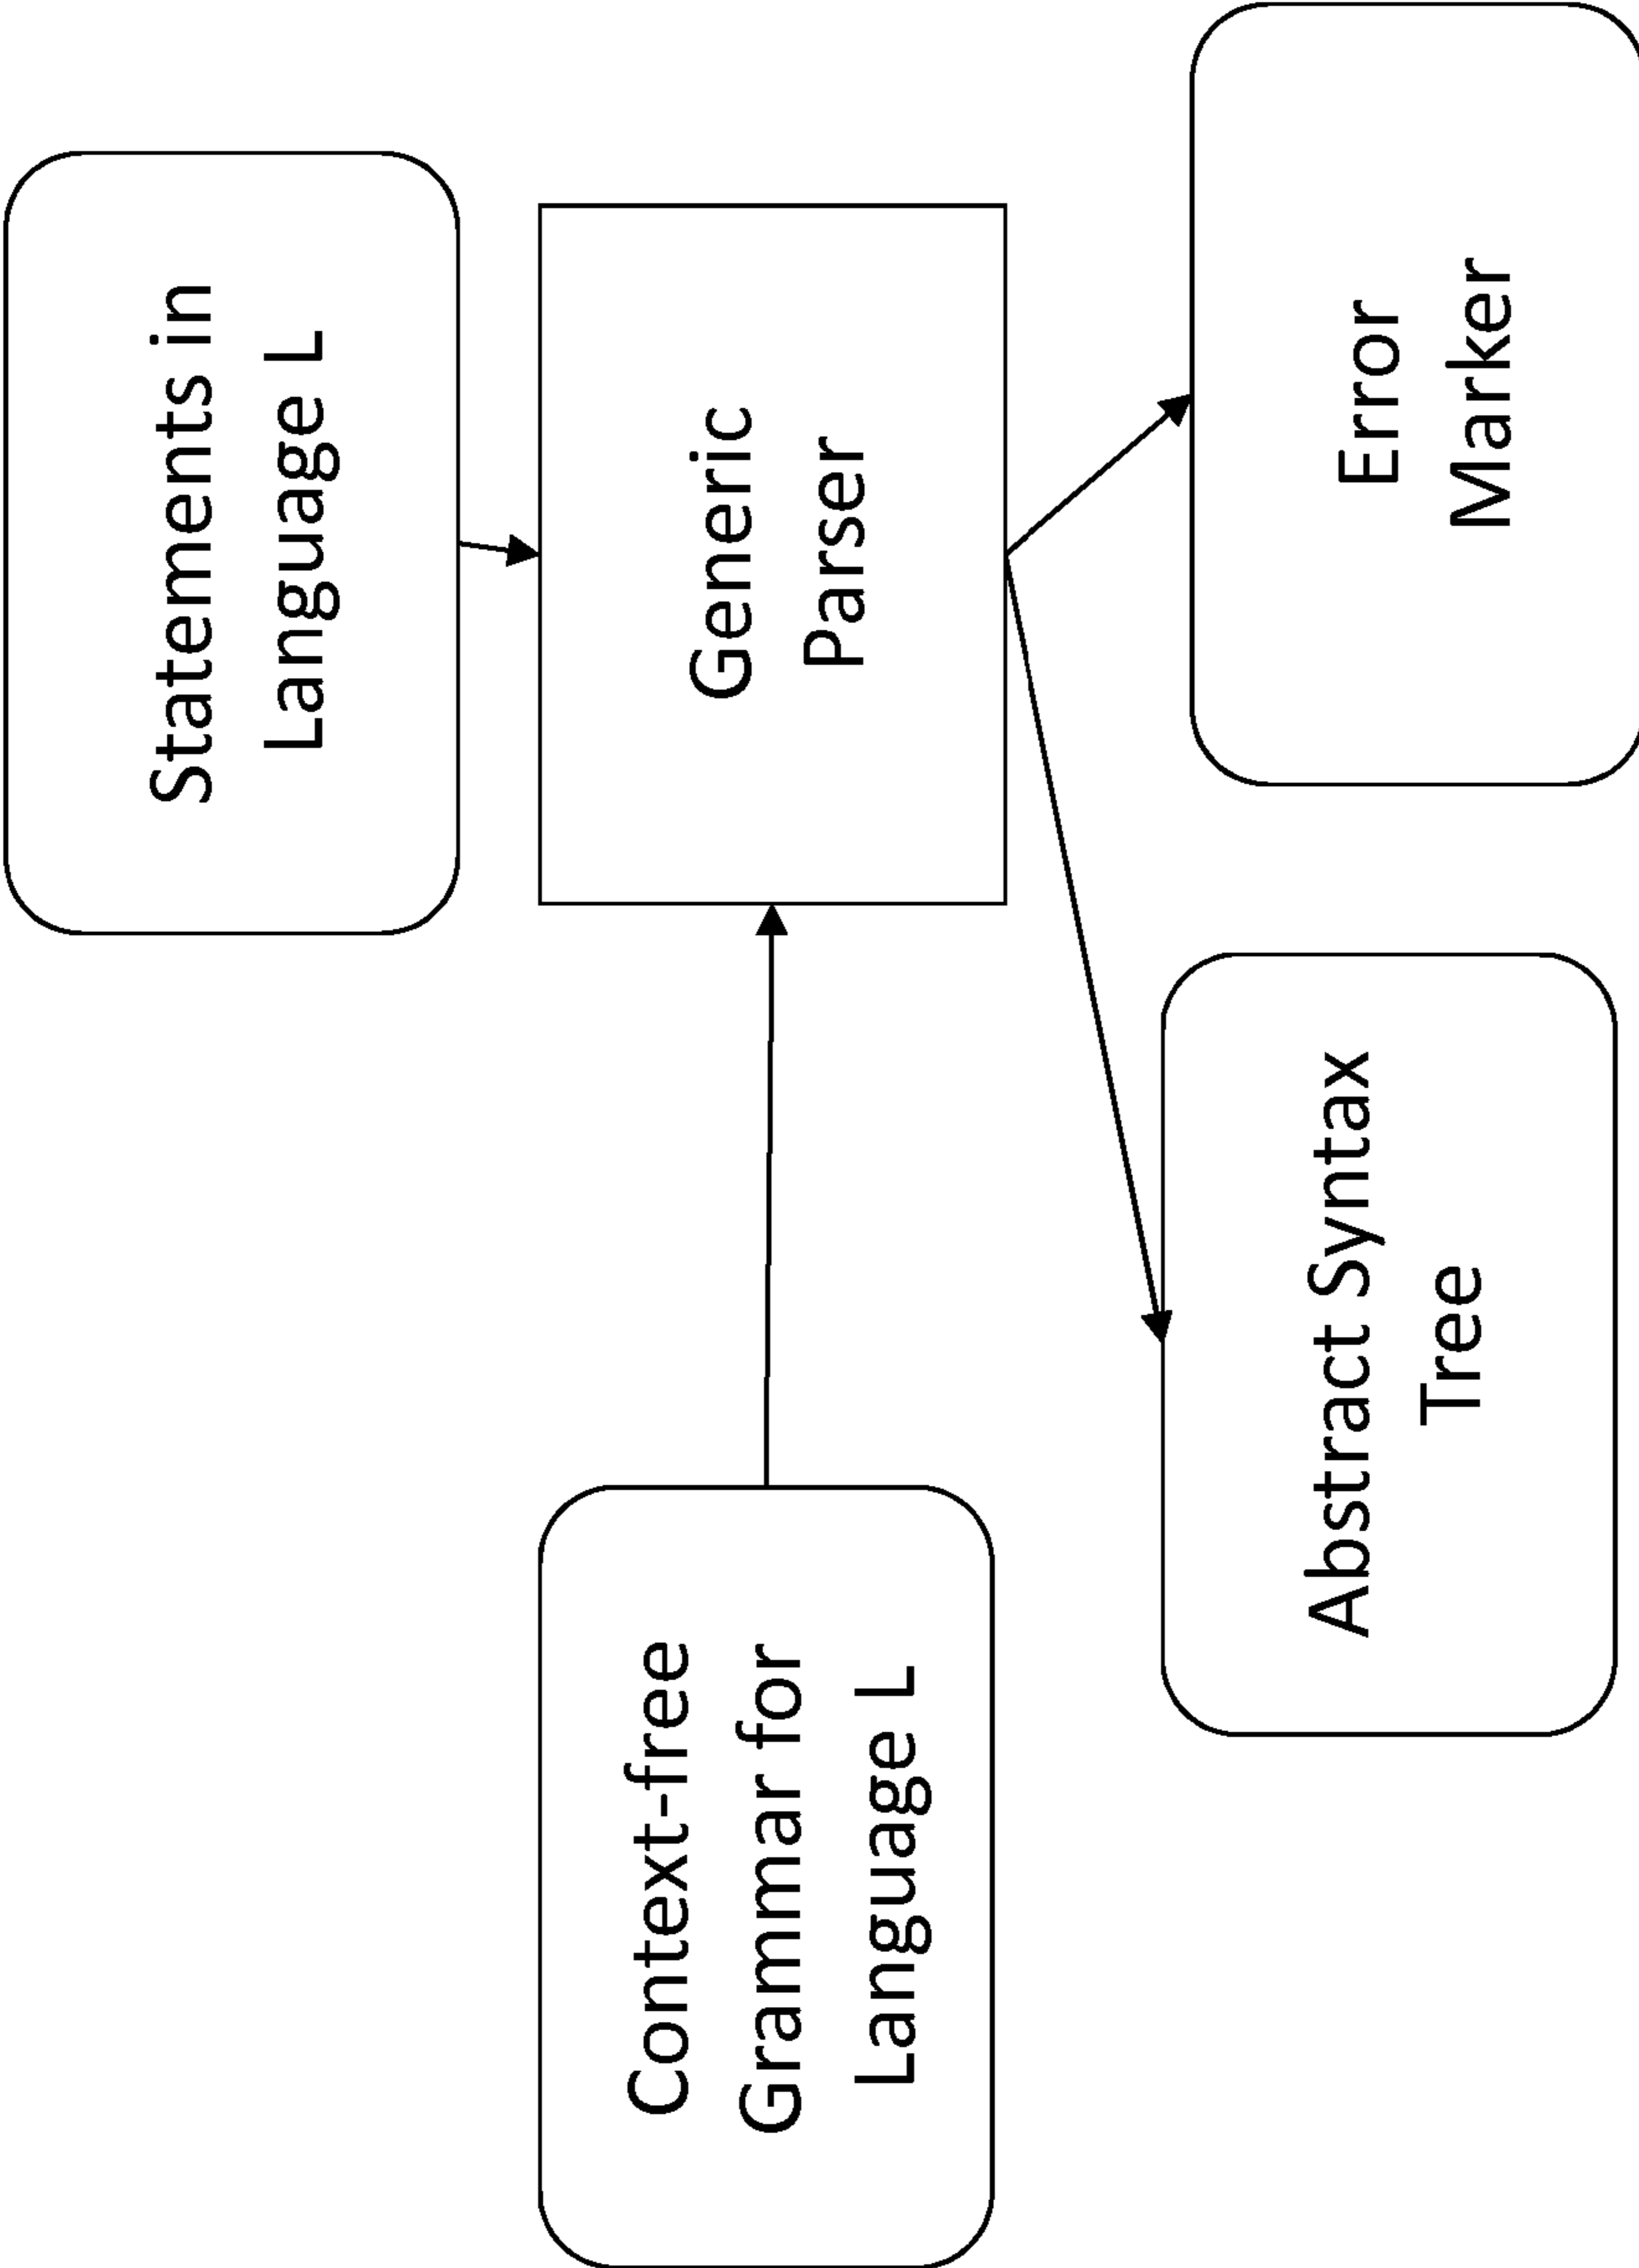 Statements in
Language L
Context-free
Grammar for
Language L
Generic
Parser
Abstract Syntax
Tree
Error
Marker